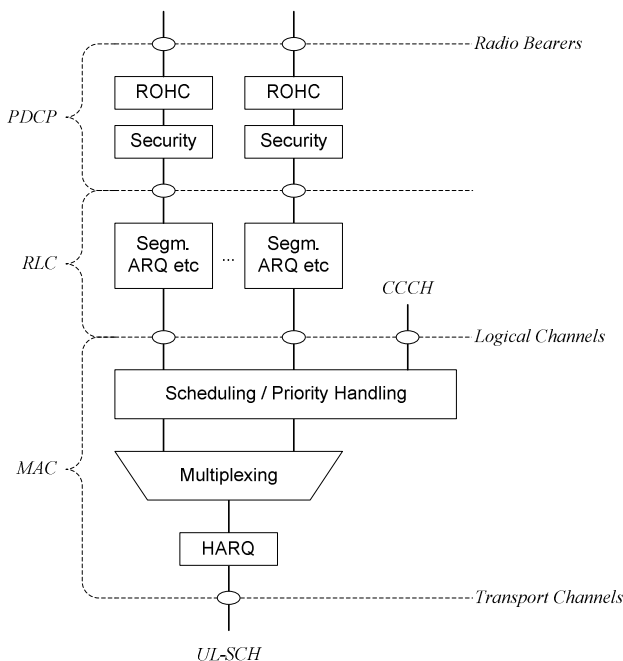 Radio Bearers
ROHC
ROHC
PDCP
Security
Security
Segm.
ARQ etc
...
Segm.
ARQ etc
RLC
CCCH
Logical Channels
Scheduling / Priority Handling
MAC
Multiplexing
HARQ
Transport Channels
UL-SCH